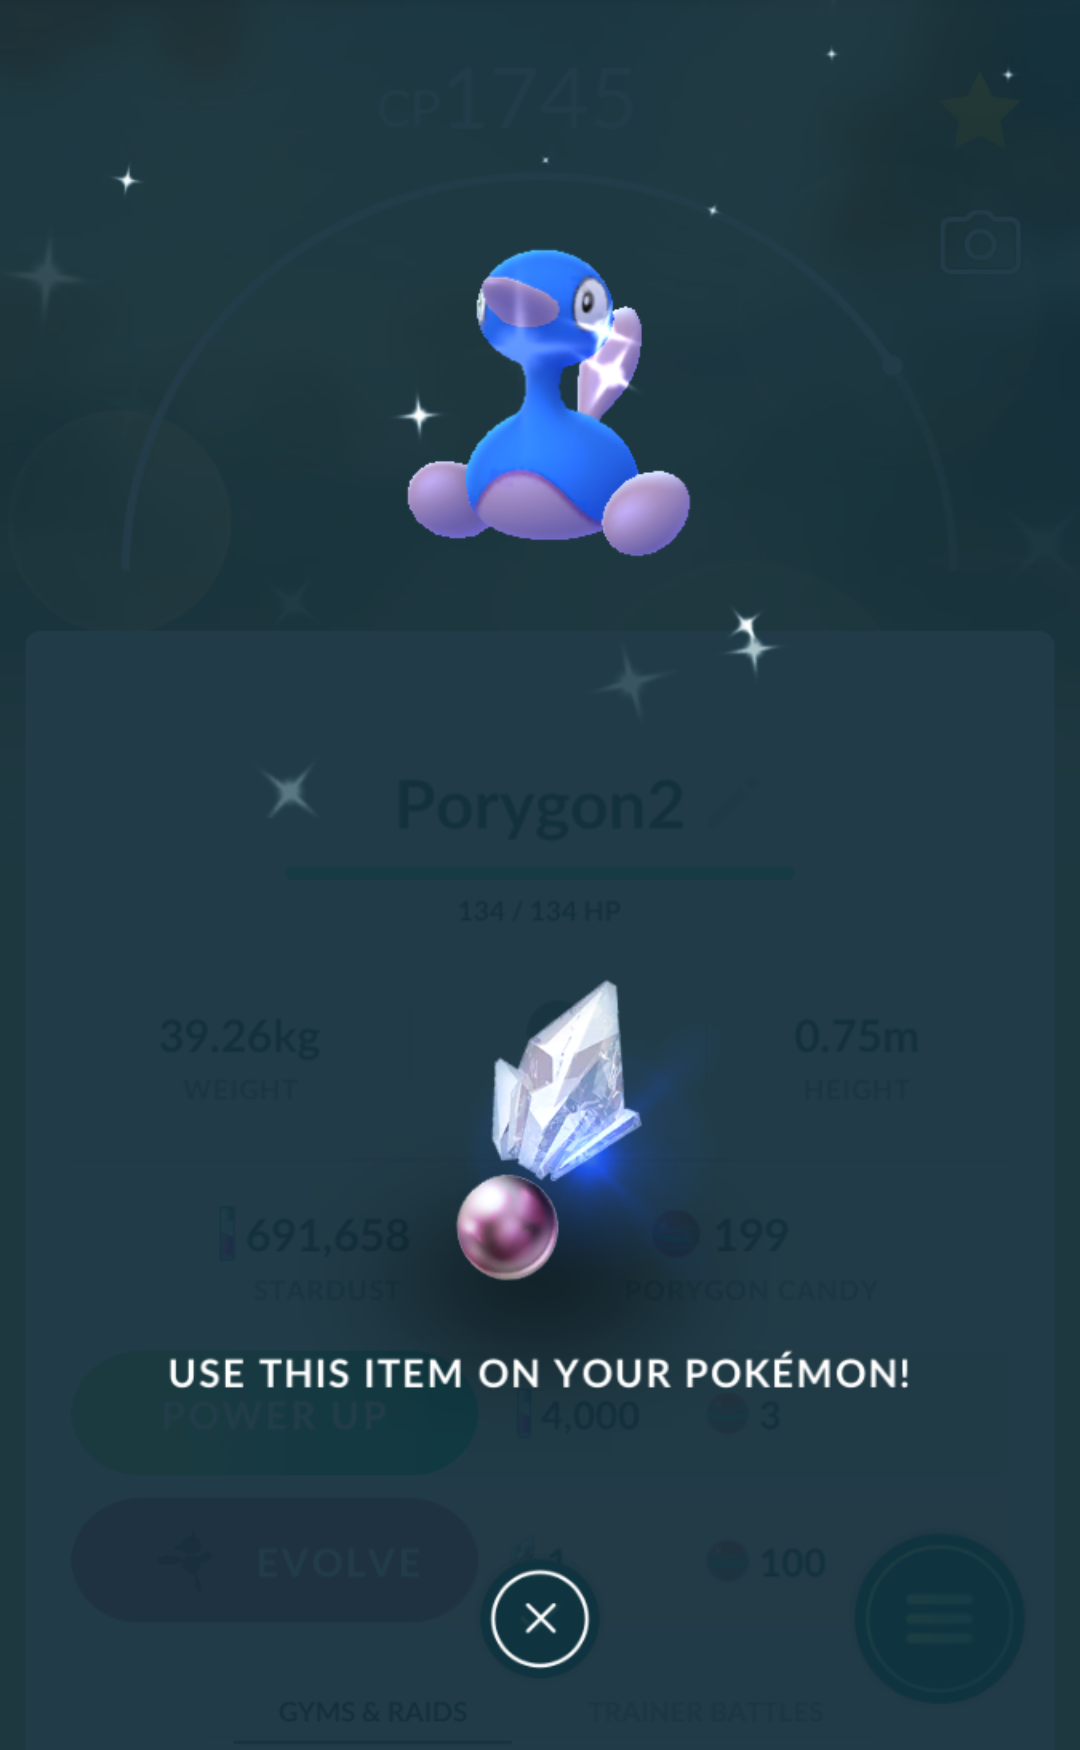 CP1745
Porygon2
134 / 134 HP
39.26kg
WEIGHT
0.75m
HEIGHT
691,658
STARDUST
199
PORYGON CANDY
USE THIS ITEM ON YOUR POKÉMON!
POWER UP
4,000
3
EVOLVE
1
100
GYMS & RAIDS
TRAINER BATTLES